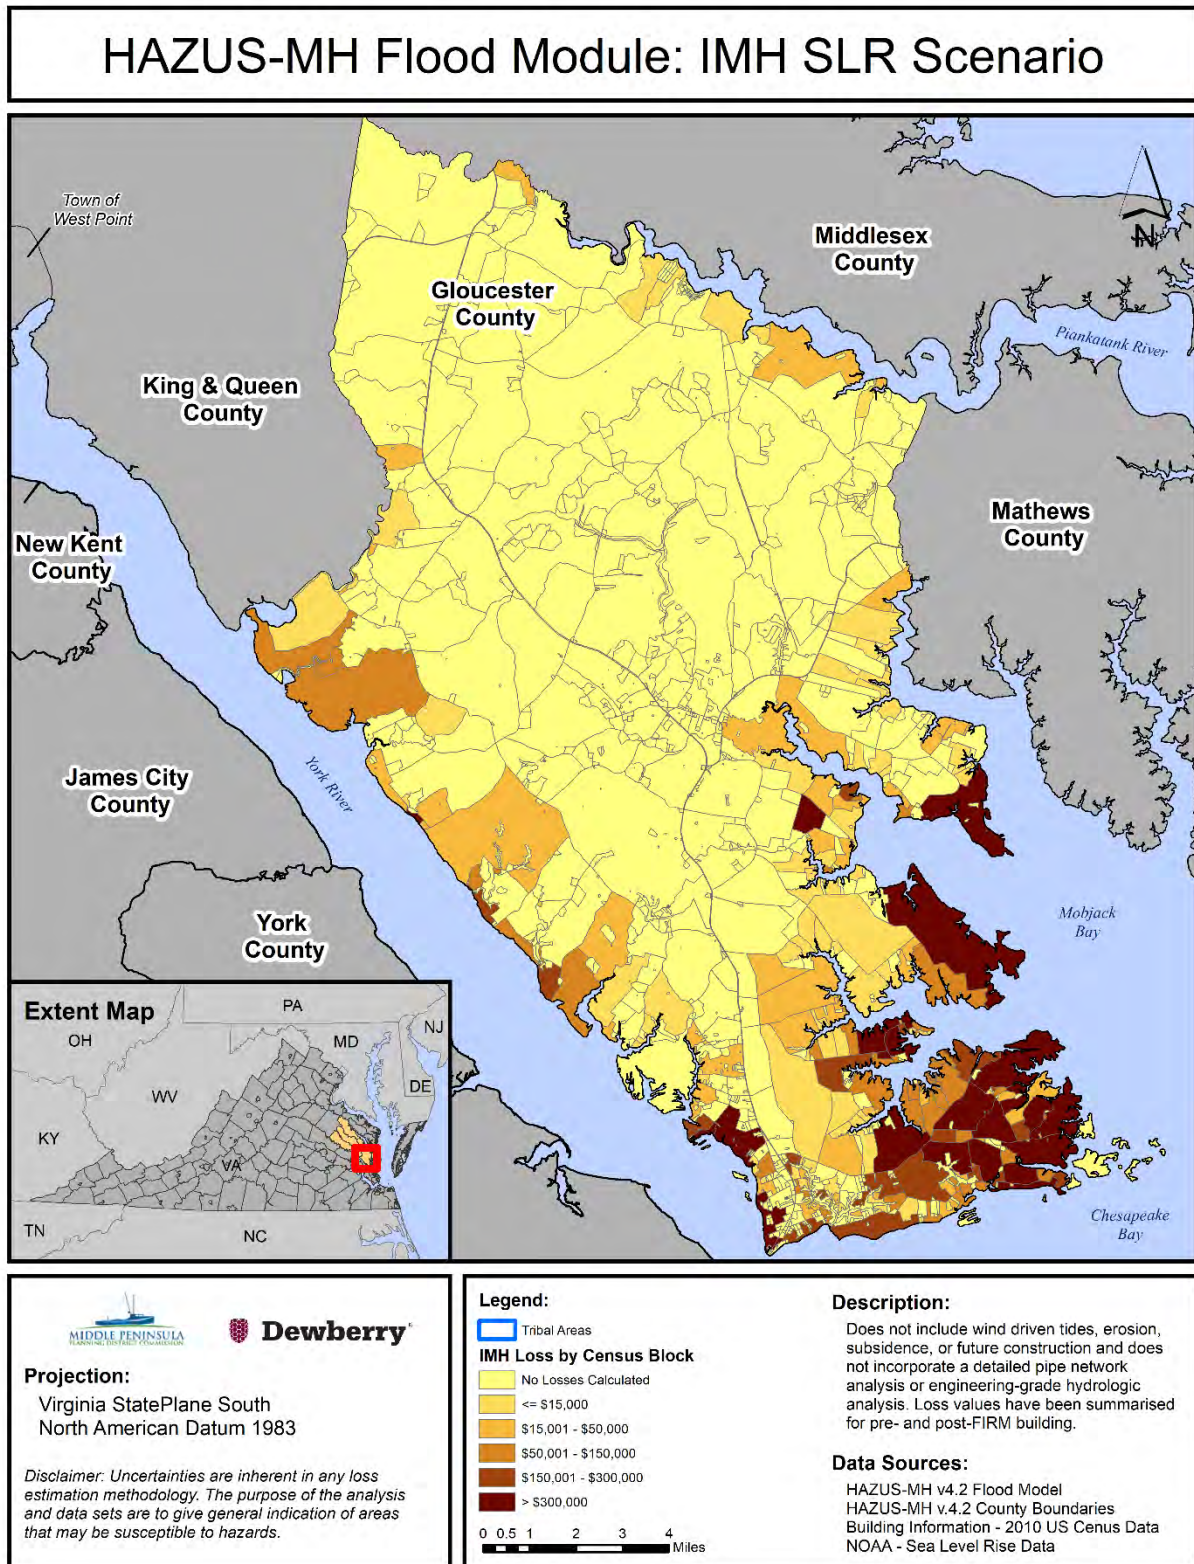 HAZUS-MH Flood Module: IMH SLR Scenario
Town of
West Point
Middlesex
County
N
Gloucester
County
Piankatank River
King & Queen
County
Mathews
County
New Kent
County
James City
County
York River
York
County
Mobjack
Bay
Chesapeake
Bay
Extent Map
PA
OH
MD
NJ
DE
WV
KY
VA
TN
NC
MIDDLE PENINSULA
PLANNING DISTRICT COMMISSION
Dewberry
Projection:
Virginia StatePlane South
North American Datum 1983
Disclaimer: Uncertainties are inherent in any loss
estimation methodology. The purpose of the analysis
and data sets are to give general indication of areas
that may be susceptible to hazards.
Legend:
Tribal Areas
IMH Loss by Census Block
No Losses Calculated
<= $15,000
$15,001 - $50,000
$50,001 - $150,000
$150,001 - $300,000
> $300,000
0 0.5 1 2 3 4
Miles
Description:
Does not include wind driven tides, erosion,
subsidence, or future construction and does
not incorporate a detailed pipe network
analysis or engineering-grade hydrologic
analysis. Loss values have been summarised
for pre- and post-FIRM building.
Data Sources:
HAZUS-MH v4.2 Flood Model
HAZUS-MH v.4.2 County Boundaries
Building Information - 2010 US Cenus Data
NOAA - Sea Level Rise Data